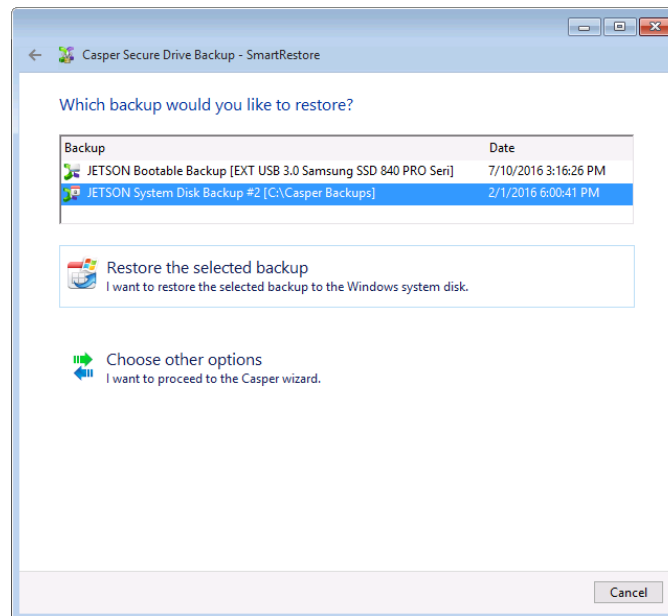 Casper Secure Drive Backup - SmartRestore
Which backup would you like to restore?
Backup Date
JETSON Bootable Backup [EXT USB 3.0 Samsung SSD 840 PRO Seri] 7/10/2016 3:16:26 PM
JETSON System Disk Backup #2 [C:\Casper Backups] 2/1/2016 6:00:41 PM
Restore the selected backup
I want to restore the selected backup to the Windows system disk.
Choose other options
I want to proceed to the Casper wizard.
Cancel